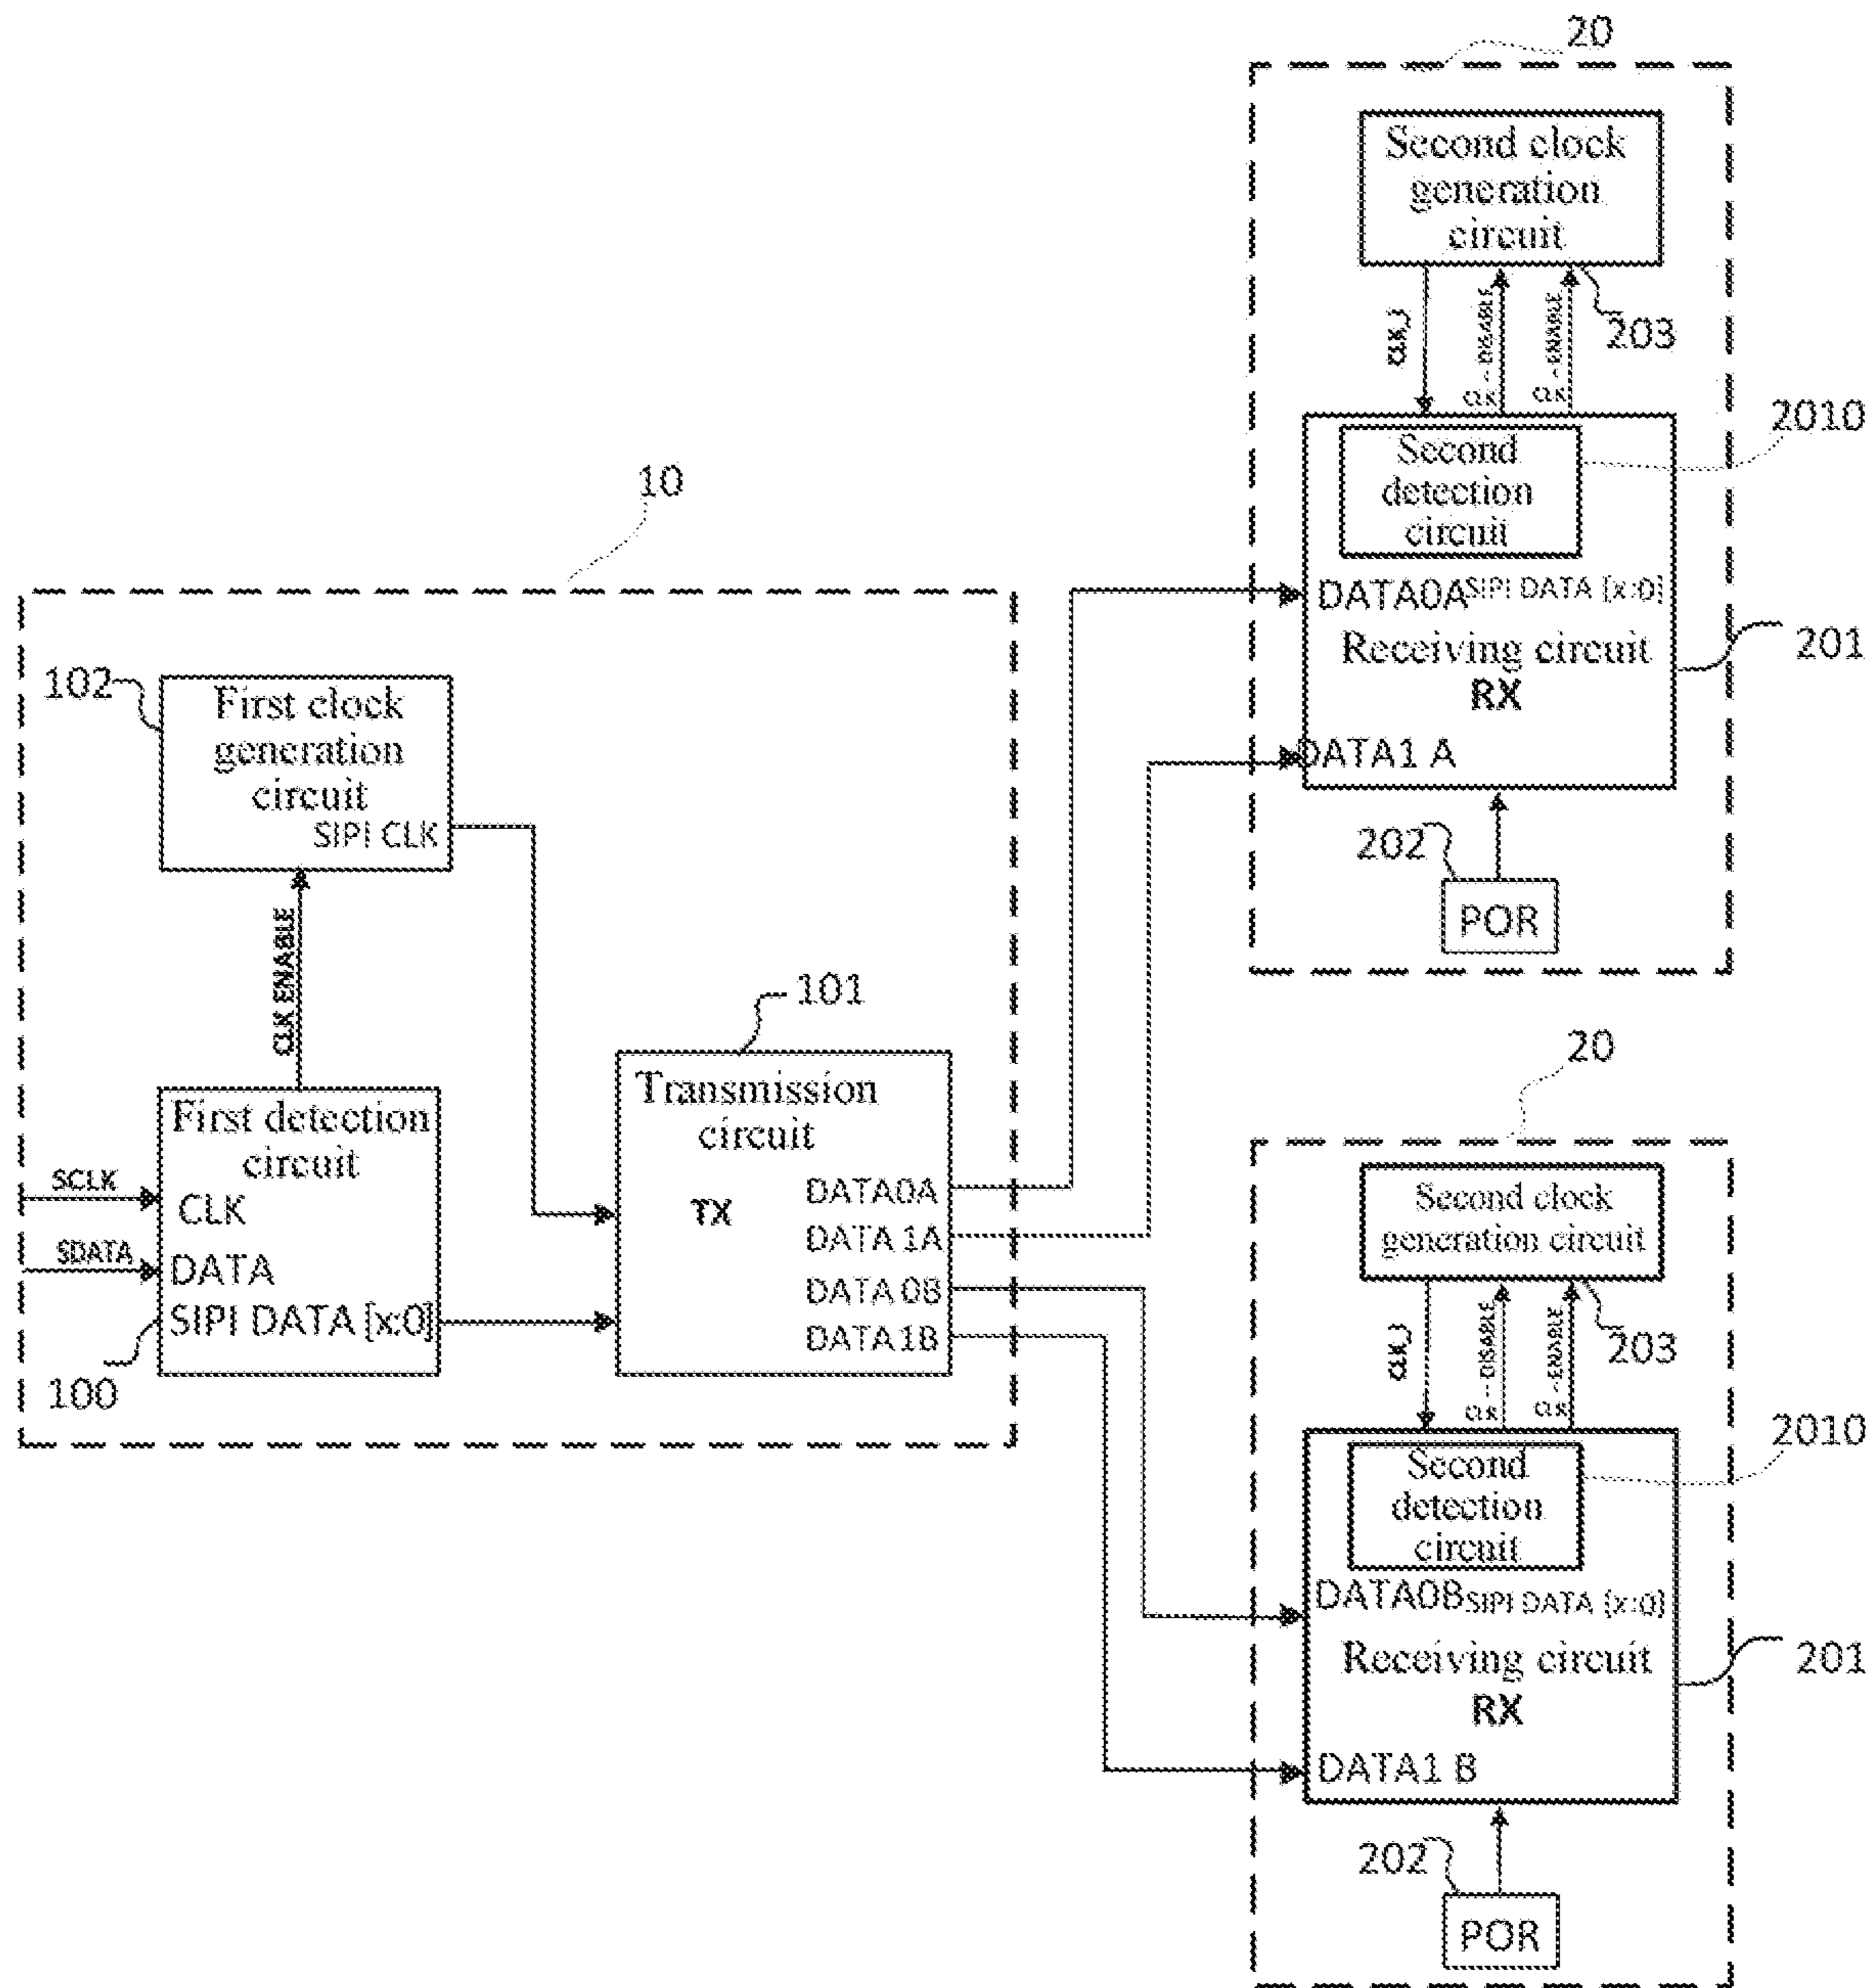 20
Second clock
generation
circuit
CLK_J
CLK_DISABLE
CLK_ENABLE
203
2010
Second
detection
circuit
DATA0A SIPI DATA [x:0]
Receiving circuit
RX
201
DATA1 A
202
POR
10
102
First clock
generation
circuit
SIPI CLK
CLK ENABLE
101
First detection
circuit
SCLK
CLK
SDATA
DATA
SIPI DATA [x:0]
100
Transmission
circuit
TX
DATA0A
DATA 1A
DATA 0B
DATA1B
20
Second clock
generation circuit
CLK_J
CLK_DISABLE
CLK_ENABLE
203
2010
Second
detection
circuit
DATA0B SIPI DATA [x:0]
Receiving circuit
RX
201
DATA1 B
202
POR